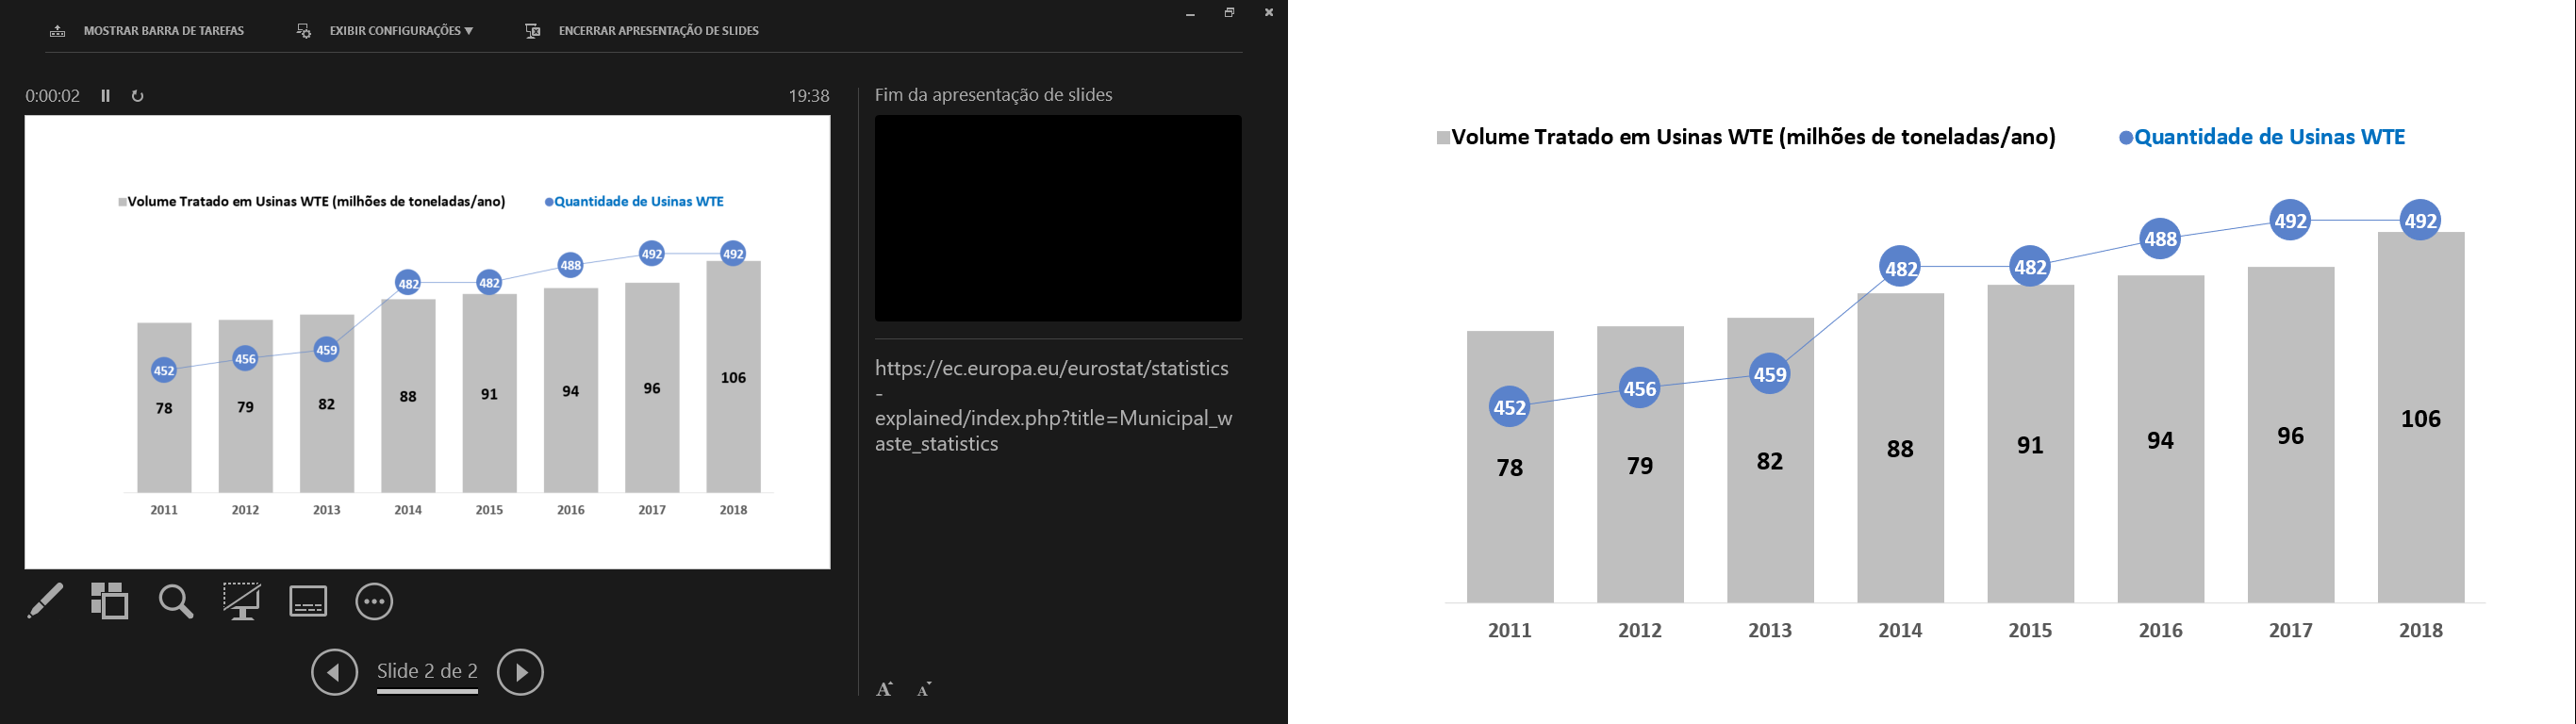 MOSTRAR BARRA DE TAREFAS
EXIBIR CONFIGURAÇÕES ▼
ENCERRAR APRESENTAÇÃO DE SLIDES
0:00:02
19:38
Volume Tratado em Usinas WTE (milhões de toneladas/ano)
Quantidade de Usinas WTE
452 456 459 482 482 488 492 492
78 79 82 88 91 94 96 106
2011 2012 2013 2014 2015 2016 2017 2018
Slide 2 de 2
Fim da apresentação de slides
https://ec.europa.eu/eurostat/statistics
-
explained/index.php?title=Municipal_w
aste_statistics
A A
Volume Tratado em Usinas WTE (milhões de toneladas/ano)
Quantidade de Usinas WTE
452 456 459 482 482 488 492 492
78 79 82 88 91 94 96 106
2011 2012 2013 2014 2015 2016 2017 2018